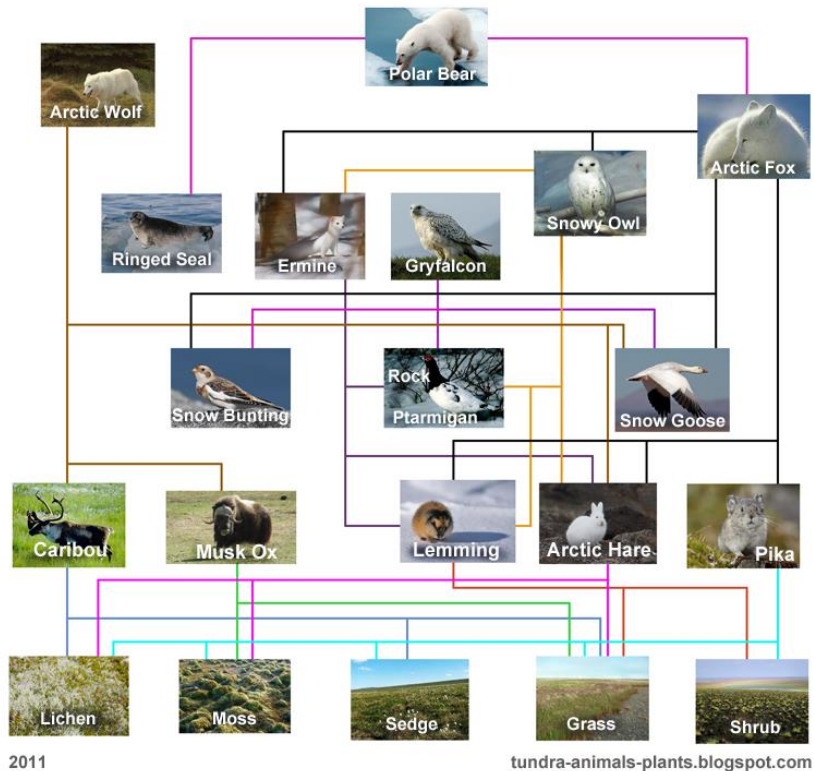 Polar Bear
Arctic Wolf
Arctic Fox
Snowy Owl
Ringed Seal
Ermine
Gryfalcon
Snow Bunting
Rock
Ptarmigan
Snow Goose
Caribou
Musk Ox
Lemming
Arctic Hare
Pika
Lichen
Moss
Sedge
Grass
Shrub
2011
tundra-animals-plants.blogspot.com